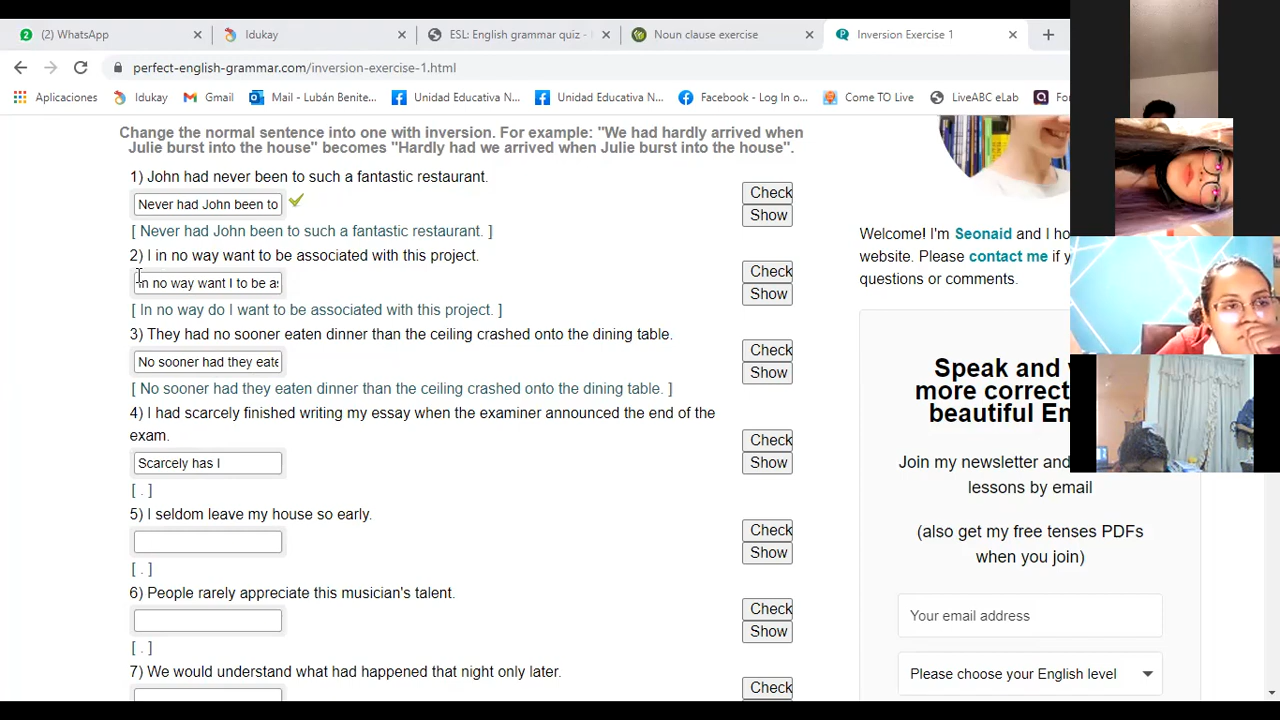 2 (2) WhatsApp
Idukay
ESL: English grammar quiz -
Noun clause exercise
Inversion Exercise 1
perfect-english-grammar.com/inversion-exercise-1.html
Aplicaciones
Idukay
Gmail
Mail - Lubán Benite...
Unidad Educativa N...
Unidad Educativa N...
Facebook - Log In o...
Come TO Live
LiveABC eLab
Change the normal sentence into one with inversion. For example: "We had hardly arrived when
Julie burst into the house" becomes "Hardly had we arrived when Julie burst into the house".
1) John had never been to such a fantastic restaurant.
Check
Never had John been to
Show
[ Never had John been to such a fantastic restaurant. ]
2) I in no way want to be associated with this project.
Check
In no way want I to be as
Show
[ In no way do I want to be associated with this project. ]
3) They had no sooner eaten dinner than the ceiling crashed onto the dining table.
Check
No sooner had they eate
Show
[ No sooner had they eaten dinner than the ceiling crashed onto the dining table. ]
4) I had scarcely finished writing my essay when the examiner announced the end of the
exam.
Check
Scarcely has I
Show
[ . ]
5) I seldom leave my house so early.
Check
Show
[ . ]
6) People rarely appreciate this musician's talent.
Check
Show
[ . ]
7) We would understand what had happened that night only later.
Check
Welcome! I'm Seonaid and I ho
website. Please contact me if y
questions or comments.
Speak and
more correct
beautiful En
Join my newsletter and
lessons by email
(also get my free tenses PDFs
when you join)
Your email address
Please choose your English level